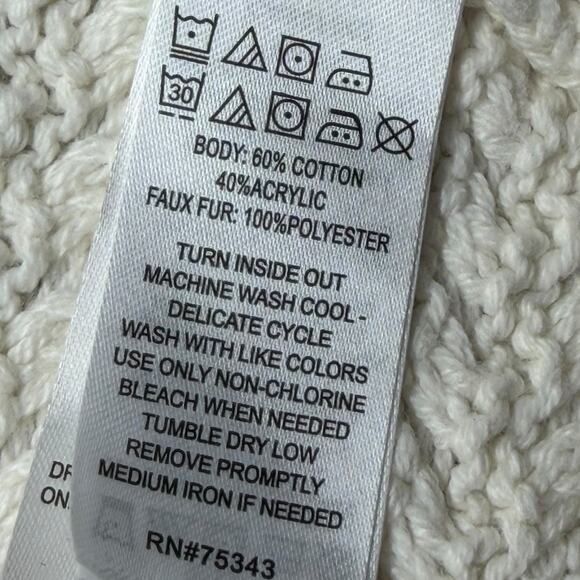 30
BODY: 60% COTTON
40%ACRYLIC
FAUX FUR: 100%POLYESTER
TURN INSIDE OUT
MACHINE WASH COOL-
DELICATE CYCLE
WASH WITH LIKE COLORS
USE ONLY NON-CHLORINE
BLEACH WHEN NEEDED
TUMBLE DRY LOW
REMOVE PROMPTLY
MEDIUM IRON IF NEEDED
RN#75343